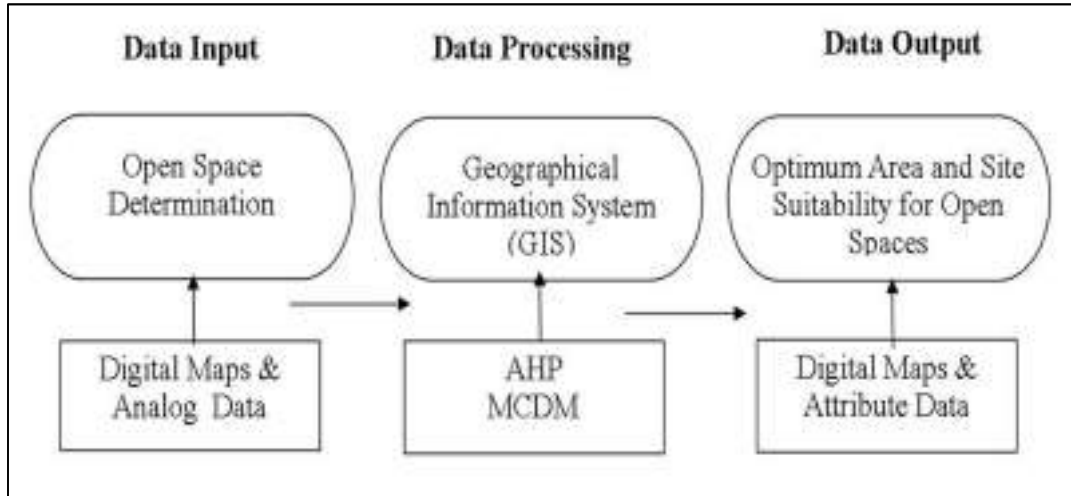 Data Input
Data Processing
Data Output
Open Space
Determination
Geographical
Information System
(GIS)
Optimum Area and Site
Suitability for Open
Spaces
Digital Maps &
Analog Data
AHP
MCDM
Digital Maps &
Attribute Data